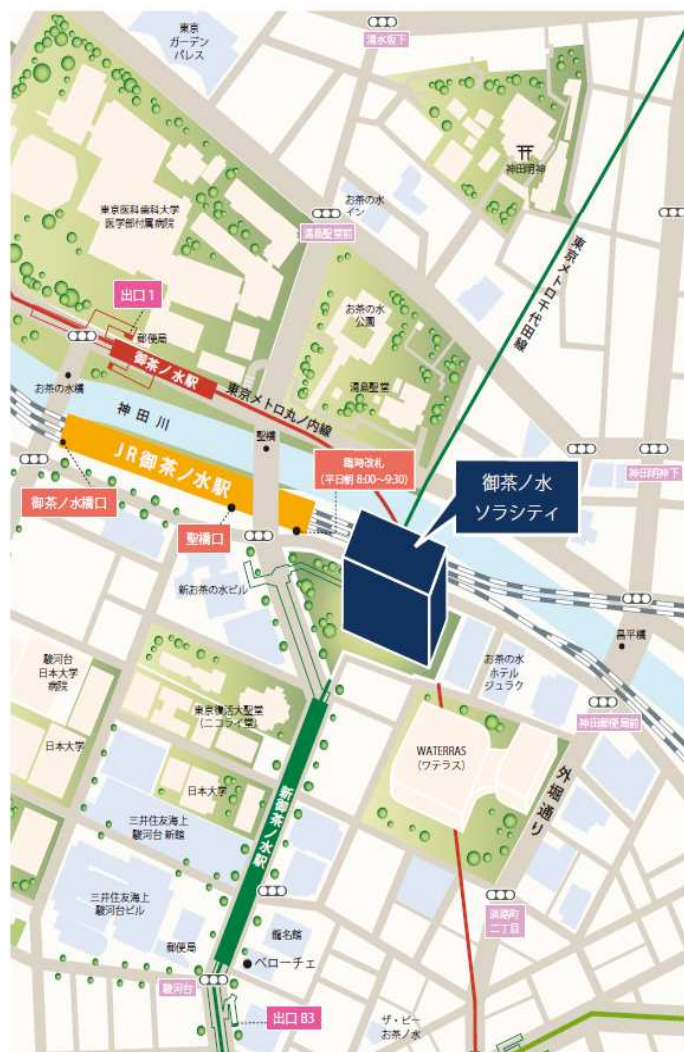 東京
ガーデン
パレス
清水坂下
神田明神
お茶の水
イン
湯島聖堂前
東京医科歯科大学
医学部付属病院
出口1
郵便局
御茶ノ水駅
お茶の水橋
東京メトロ丸ノ内線
東京メトロ千代田線
お茶の水
公園
湯島聖堂
神田川
聖橋
JR御茶ノ水駅
臨時改札
(平日朝 8:00~9:30)
御茶ノ水
ソラシティ
神田明神下
御茶ノ水橋口
聖橋口
新お茶の水ビル
昌平橋
駿河台
日本大学
病院
東京復活大聖堂
(ニコライ堂)
お茶の水
ホテル
ジュラク
神田郵便局前
日本大学
日本大学
WATERRAS
(ワテラス)
外堀通り
新御茶ノ水駅
三井住友海上
駿河台 新館
三井住友海上
駿河台ビル
淡路町
二丁目
龍名館
郵便局
ベローチェ
駿河台
出口 B3
ザ・ビー
お茶の水